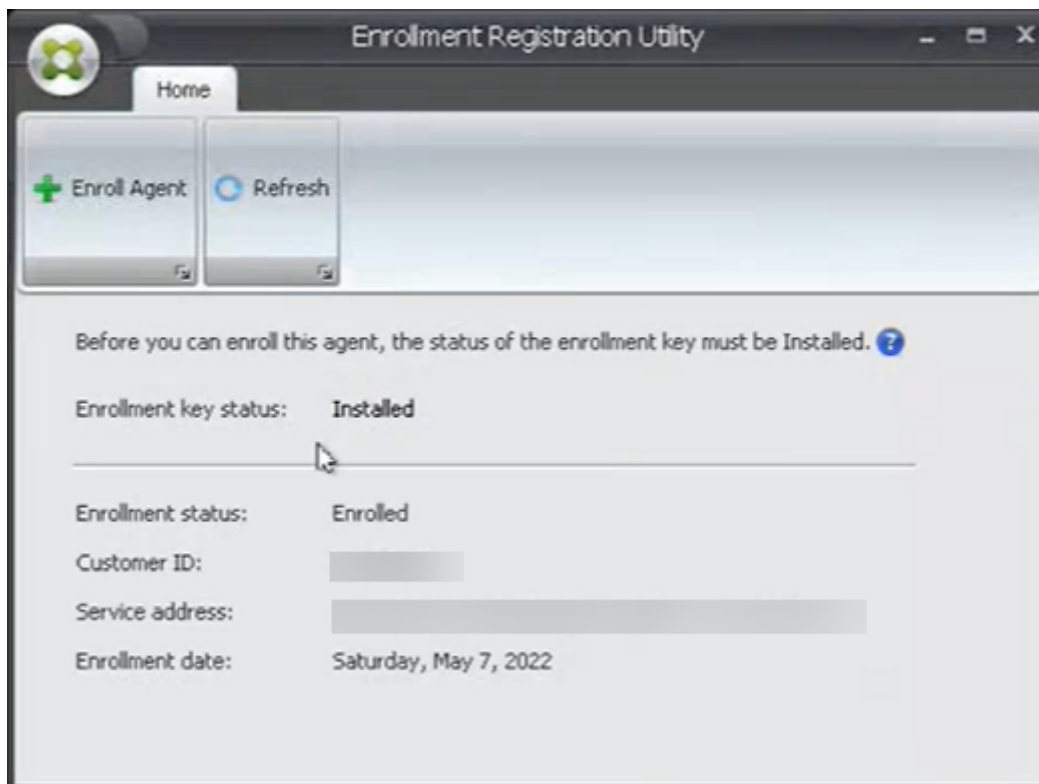 Enrollment Registration Utility
Home
Enroll Agent
Refresh
Before you can enroll this agent, the status of the enrollment key must be Installed.
Enrollment key status: Installed
Enrollment status: Enrolled
Customer ID:
Service address:
Enrollment date: Saturday, May 7, 2022